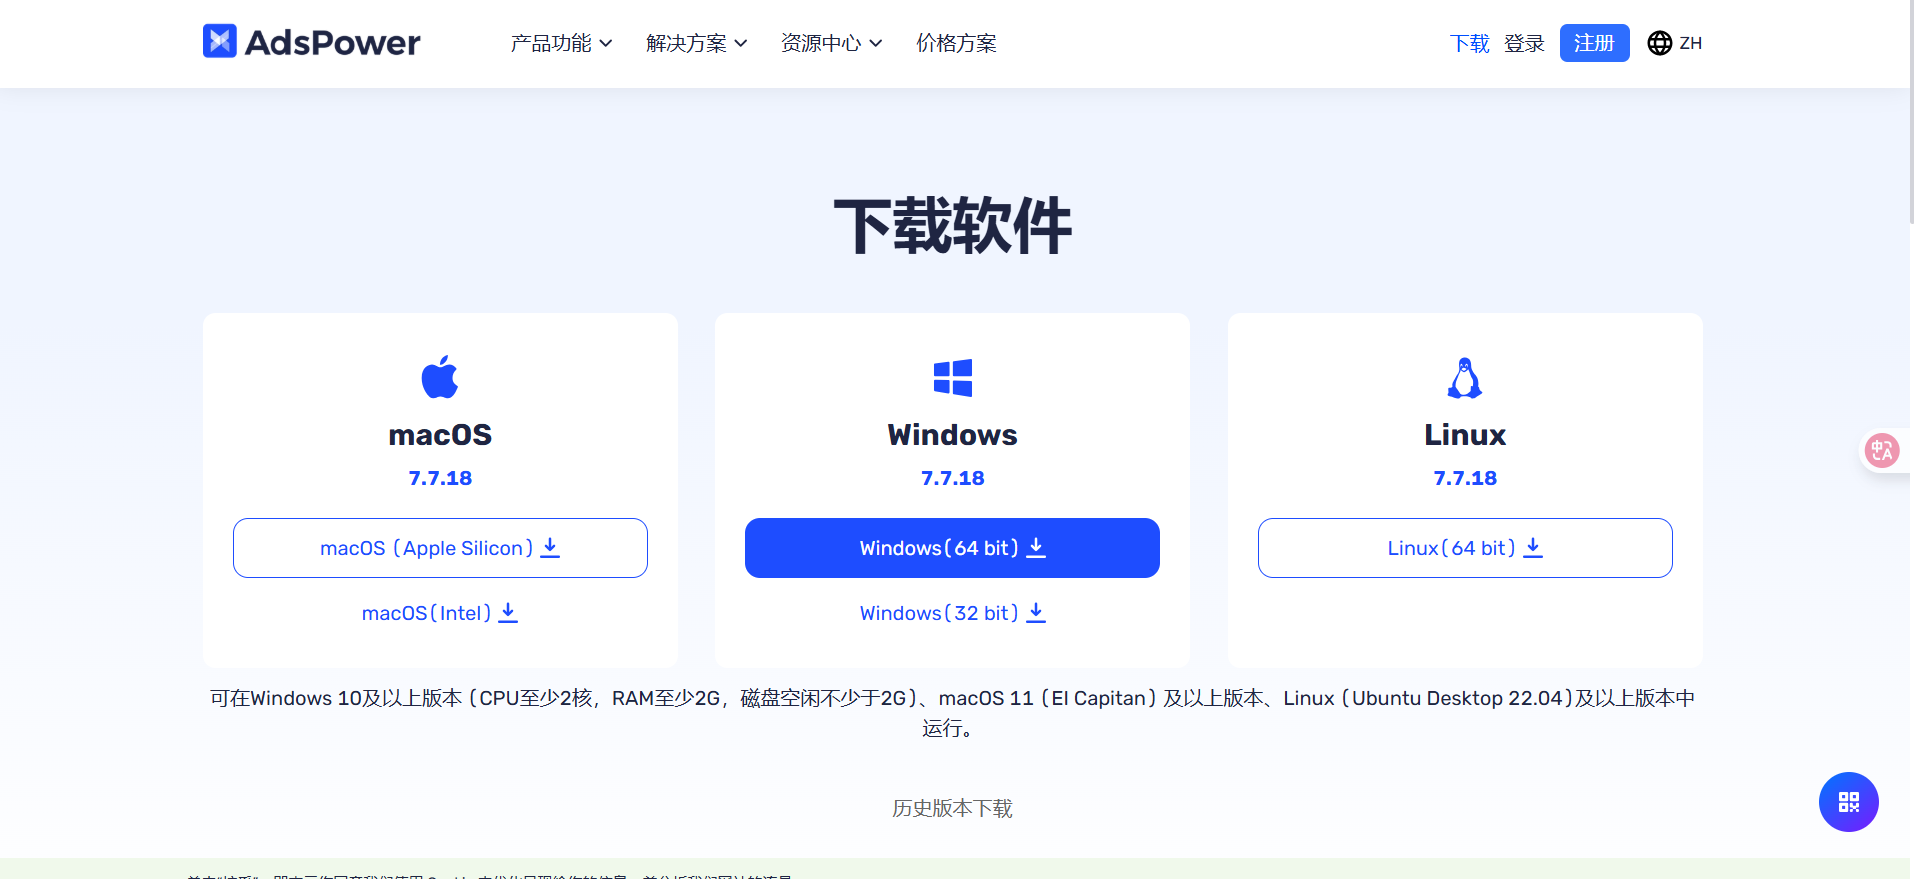 AdsPower
产品功能
解决方案
资源中心
价格方案
下载
登录
注册
ZH
下载软件
macOS
7.7.18
macOS (Apple Silicon)
macOS(Intel)
Windows
7.7.18
Windows(64 bit)
Windows(32 bit)
Linux
7.7.18
Linux(64 bit)
可在Windows 10及以上版本 (CPU至少2核，RAM至少2G，磁盘空闲不少于2G)、macOS 11 (El Capitan) 及以上版本、Linux (Ubuntu Desktop 22.04)及以上版本中
运行。
历史版本下载